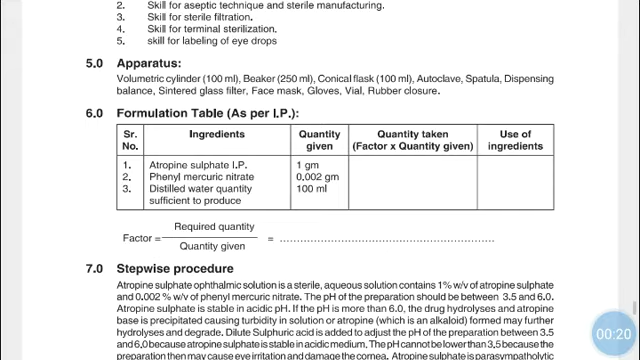 2. Skill for aseptic technique and sterile manufacturing.
3. Skill for sterile filtration.
4. Skill for terminal sterilization.
5. skill for labeling of eye drops
5.0 Apparatus:
Volumetric cylinder (100 ml), Beaker (250 ml), Conical flask (100 ml), Autoclave, Spatula, Dispensing
balance, Sintered glass filter, Face mask, Gloves, Vial, Rubber closure.
6.0 Formulation Table (As per I.P.):
Sr. No. Ingredients Quantity given Quantity taken (Factor x Quantity given) Use of ingredients
1. Atropine sulphate I.P. 1 gm
2. Phenyl mercuric nitrate 0.002 gm
3. Distilled water quantity sufficient to produce 100 ml
Factor = Required quantity / Quantity given = ..............................................................
7.0 Stepwise procedure
Atropine sulphate ophthalmic solution is a sterile, aqueous solution contains 1% w/v of atropine sulphate
and 0.002 % w/v of phenyl mercuric nitrate. The pH of the preparation should be between 3.5 and 6.0.
Atropine sulphate is stable in acidic pH. If the pH is more than 6.0, the drug hydrolyses and atropine
base is precipitated causing turbidity in solution or atropine (which is an alkaloid) formed may further
hydrolyses and degrade. Dilute Sulphuric acid is added to adjust the pH of the preparation between 3.5
and 6.0 because atropine sulphate is stable in acidic medium. The pH cannot be lower than 3.5 because the
preparation then may cause eye irritation and damage the cornea. Atropine sulphate is parasympatholytic
00:20